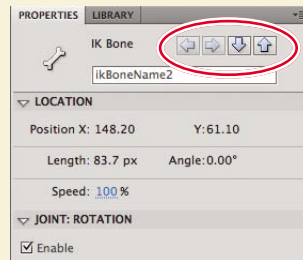 PROPERTIES LIBRARY
IK Bone
ikBoneName2
LOCATION
Position X: 148.20 Y:61.10
Length: 83.7 px Angle:0.00°
Speed: 100 %
JOINT: ROTATION
Enable